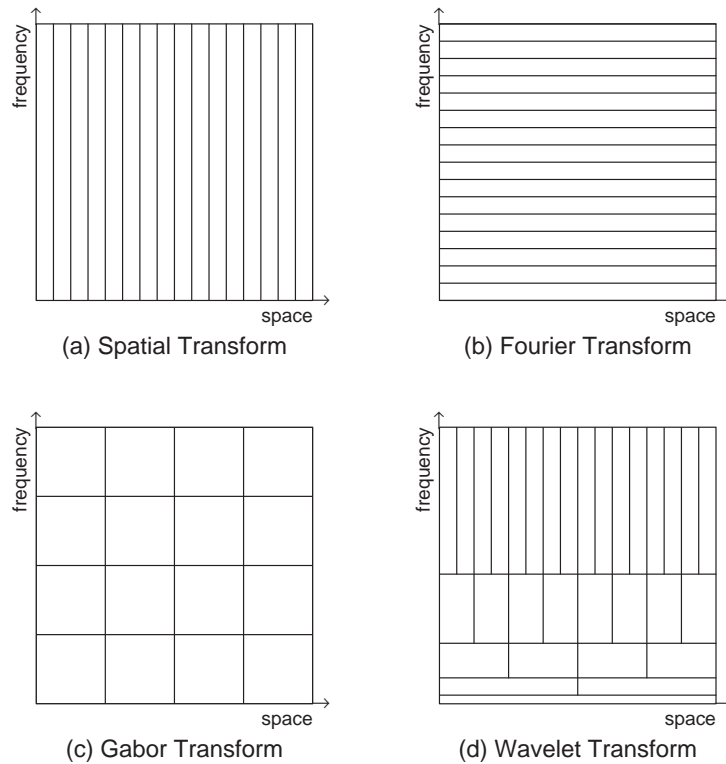 frequency
space
(a) Spatial Transform
frequency
space
(b) Fourier Transform
frequency
space
(c) Gabor Transform
frequency
space
(d) Wavelet Transform